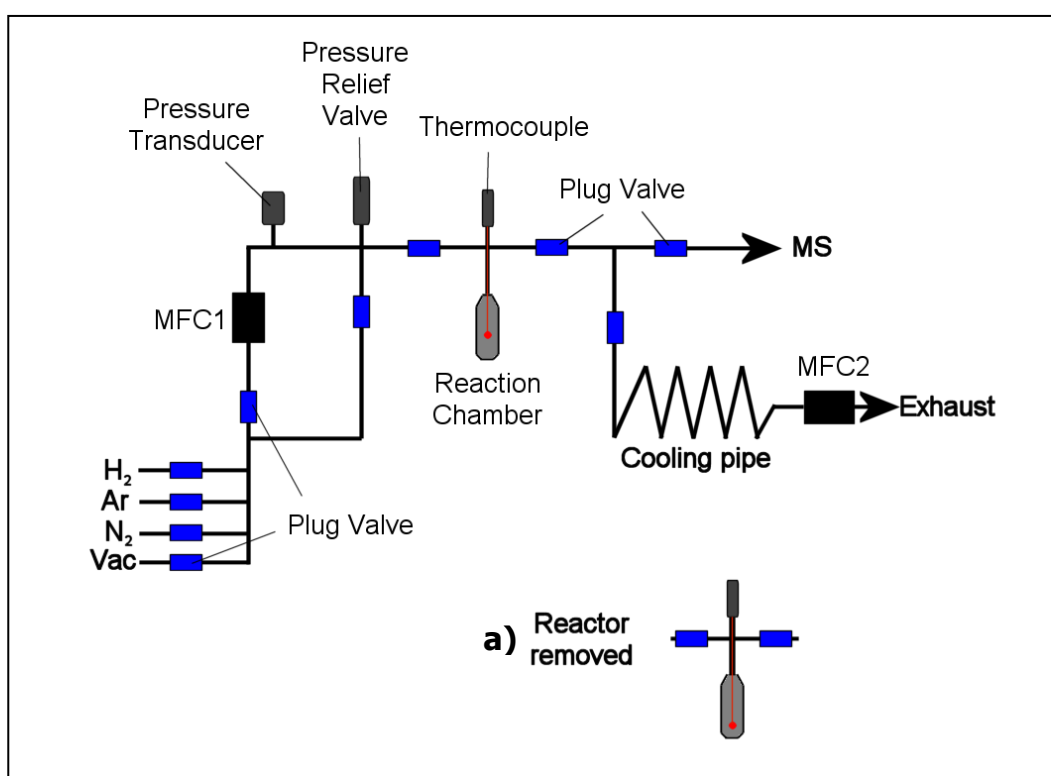 Pressure
Relief
Valve
Pressure
Transducer
Thermocouple
Plug Valve
MS
MFC1
MFC2
Reaction
Chamber
Exhaust
Cooling pipe
H₂
Ar
N₂
Vac
Plug Valve
a) Reactor
removed